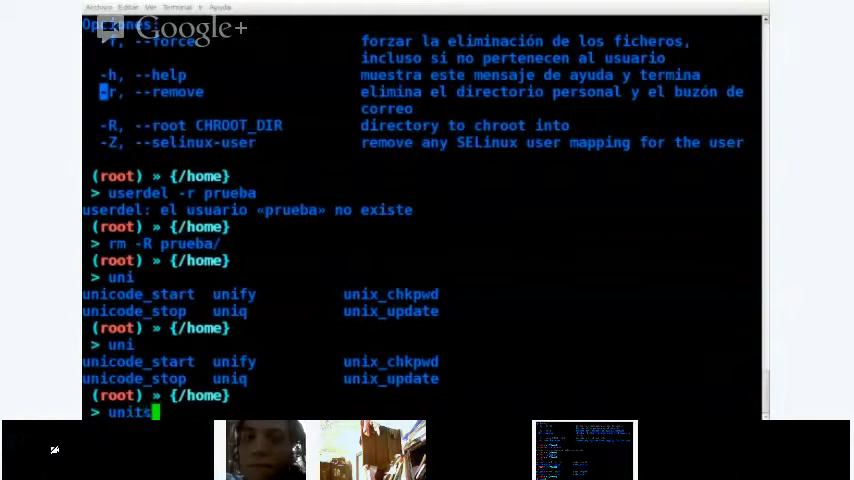 Archivo Editar Ver Terminal Ir Ayuda
Opciones:
Google+
-f, --force forzar la eliminación de los ficheros,
incluso si no pertenecen al usuario
-h, --help muestra este mensaje de ayuda y termina
-r, --remove elimina el directorio personal y el buzón de
correo
-R, --root CHROOT_DIR directory to chroot into
-Z, --selinux-user remove any SELinux user mapping for the user
(root) » {/home}
> userdel -r prueba
userdel: el usuario «prueba» no existe
(root) » {/home}
> rm -R prueba/
(root) » {/home}
> uni
unicode_start unify unix_chkpwd
unicode_stop uniq unix_update
(root) » {/home}
> uni
unicode_start unify unix_chkpwd
unicode_stop uniq unix_update
(root) » {/home}
> units